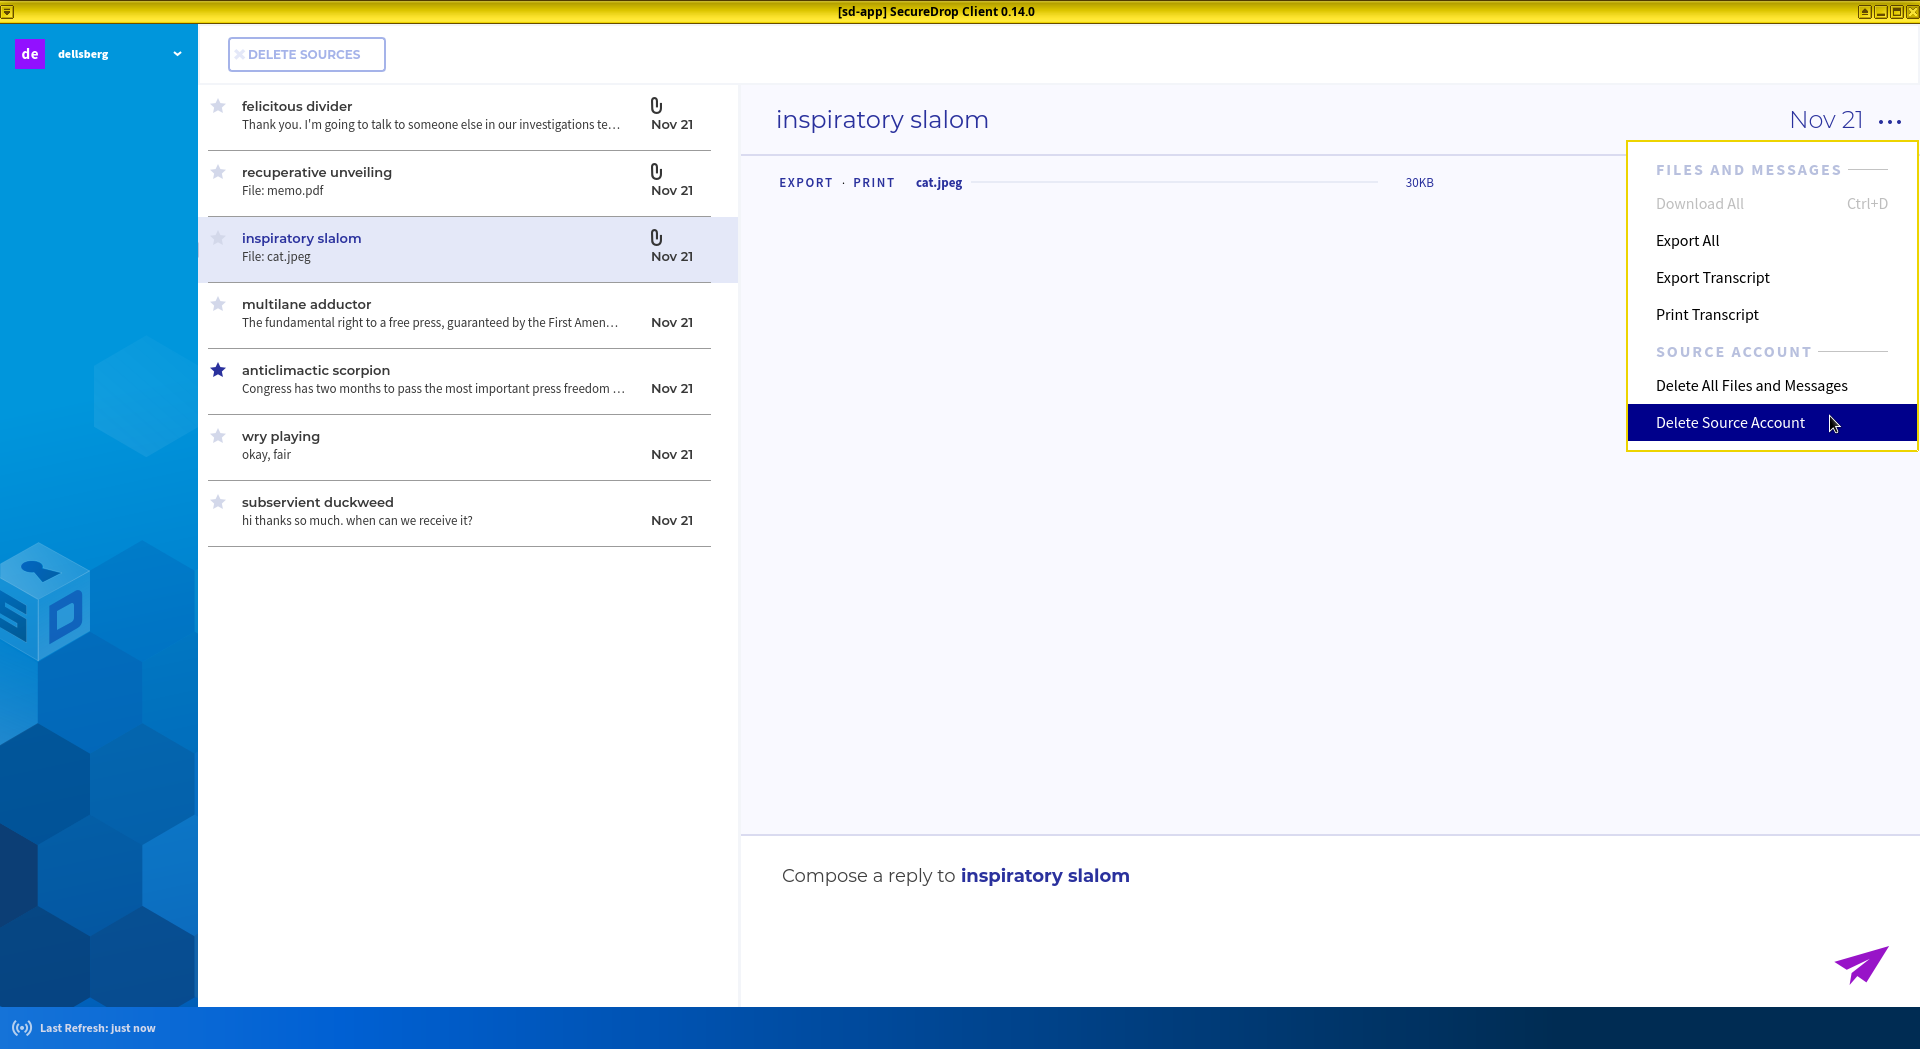 [sd-app] SecureDrop Client 0.14.0
de dellsberg
DELETE SOURCES
felicitous divider
Thank you. I'm going to talk to someone else in our investigations te... Nov 21
recuperative unveiling
File: memo.pdf Nov 21
inspiratory slalom
File: cat.jpeg Nov 21
multilane adductor
The fundamental right to a free press, guaranteed by the First Amen... Nov 21
anticlimactic scorpion
Congress has two months to pass the most important press freedom ... Nov 21
wry playing
okay, fair Nov 21
subservient duckweed
hi thanks so much. when can we receive it? Nov 21
inspiratory slalom Nov 21 ...
EXPORT · PRINT cat.jpeg 30KB
FILES AND MESSAGES
Download All Ctrl+D
Export All
Export Transcript
Print Transcript
SOURCE ACCOUNT
Delete All Files and Messages
Delete Source Account
Compose a reply to inspiratory slalom
S D
Last Refresh: just now